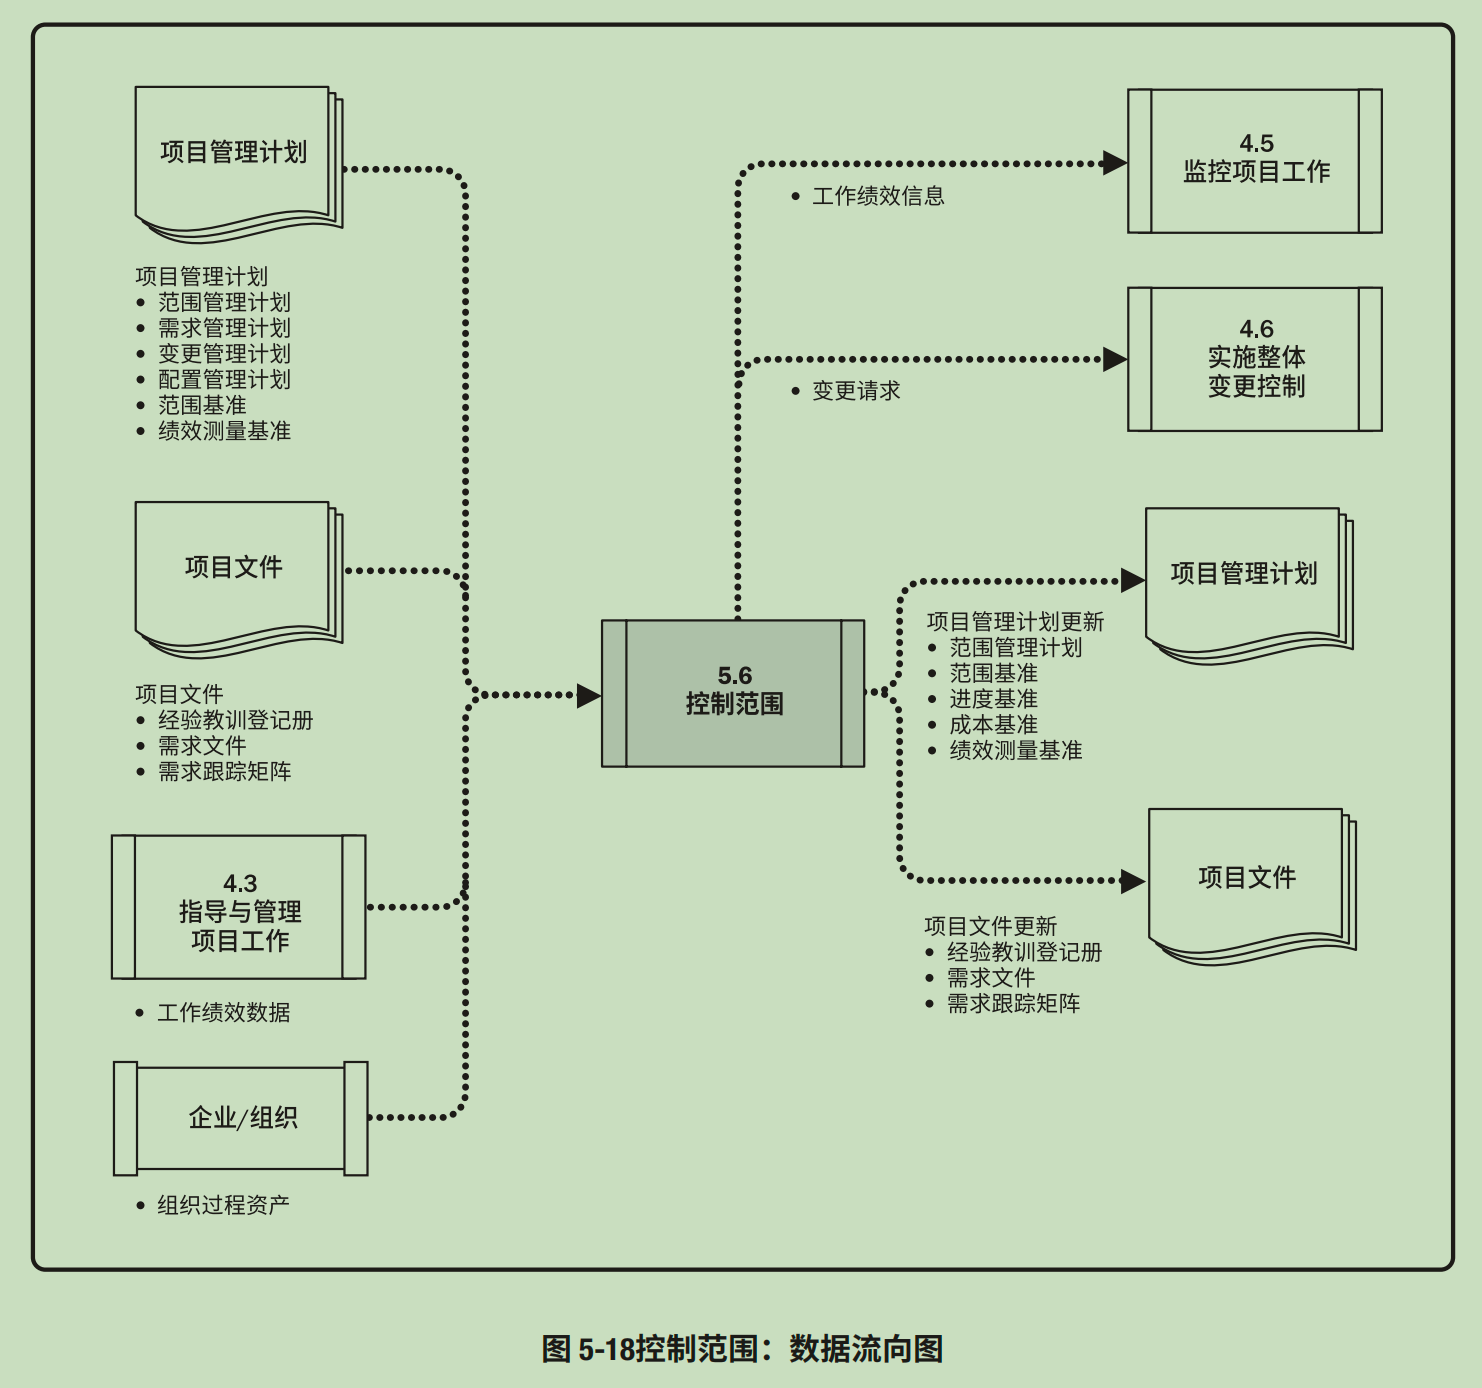 项目管理计划
项目管理计划
● 范围管理计划
● 需求管理计划
● 变更管理计划
● 配置管理计划
● 范围基准
● 绩效测量基准
项目文件
项目文件
● 经验教训登记册
● 需求文件
● 需求跟踪矩阵
4.3
指导与管理
项目工作
● 工作绩效数据
企业/组织
● 组织过程资产
5.6
控制范围
● 工作绩效信息
4.5
监控项目工作
● 变更请求
4.6
实施整体
变更控制
项目管理计划
项目管理计划更新
● 范围管理计划
● 范围基准
● 进度基准
● 成本基准
● 绩效测量基准
项目文件
项目文件更新
● 经验教训登记册
● 需求文件
● 需求跟踪矩阵
图 5-18控制范围：数据流向图